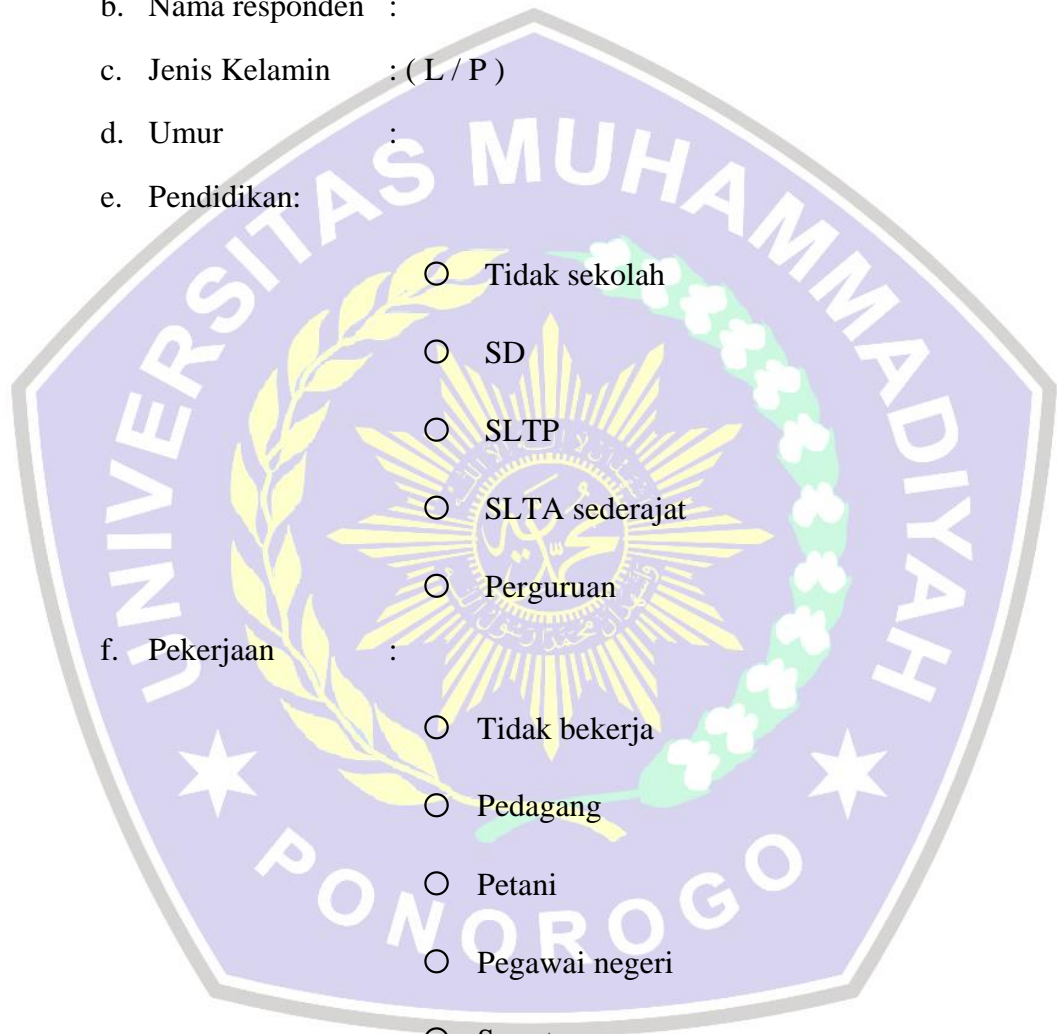 b. Nama responden :
c. Jenis Kelamin : ( L / P )
d. Umur :
e. Pendidikan:
Tidak sekolah
SD
SLTP
SLTA sederajat
Perguruan
f. Pekerjaan :
Tidak bekerja
Pedagang
Petani
Pegawai negeri
UNIVERSITAS MUHAMMADIYAH
PONOROGO